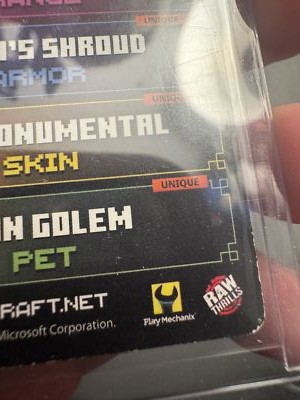 UNIQUE
'S SHROUD
ARMOR
UNIQUE
ONUMENTAL
SKIN
UNIQUE
N GOLEM
PET
RAFT.NET
Microsoft Corporation.
Play Mechanix
RAW
THRILLS